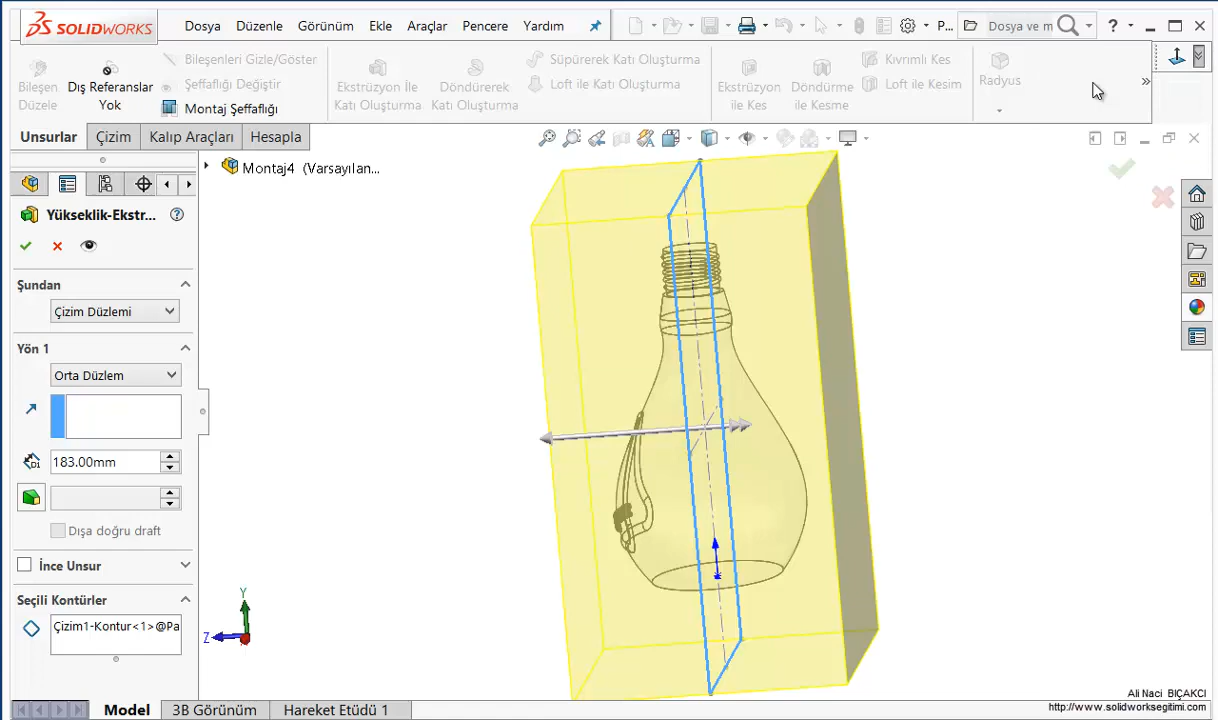 SOLIDWORKS
Dosya Düzenle Görünüm Ekle Araçlar Pencere Yardım
P...
Dosya ve m
?
Bileşen Düzele
Dış Referanslar Yok
Bileşenleri Gizle/Göster
Şeffaflığı Değiştir
Montaj Şeffaflığı
Ekstrüzyon İle Katı Oluşturma
Döndürerek Katı Oluşturma
Süpürerek Katı Oluşturma
Loft ile Katı Oluşturma
Ekstrüzyon ile Kes
Döndürme ile Kesme
Kıvrımlı Kes
Loft ile Kesim
Radyus
»
Unsurlar Çizim Kalıp Araçları Hesapla
Montaj4 (Varsayılan...
Yükseklik-Ekstr...
?
Şundan
Çizim Düzlemi
Yön 1
Orta Düzlem
D1
183.00mm
Dışa doğru draft
İnce Unsur
Seçili Kontürler
Çizim1-Kontur<1>@Pa
Y
Z
Ali Naci BIÇAKCI
http://www.solidworksegitimi.com
Model 3B Görünüm Hareket Etüdü 1